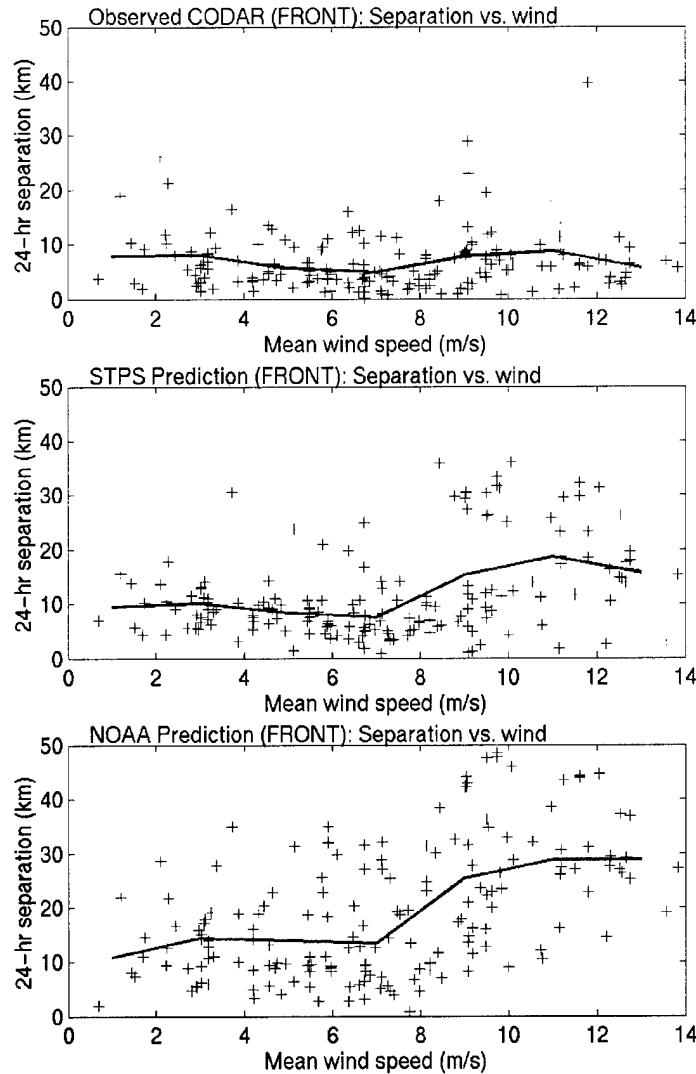 Observed CODAR (FRONT): Separation vs. wind
50
40
30
20
10
0
24-hr separation (km)
0 2 4 6 8 10 12 14
Mean wind speed (m/s)
STPS Prediction (FRONT): Separation vs. wind
50
40
30
20
10
0
24-hr separation (km)
0 2 4 6 8 10 12 14
Mean wind speed (m/s)
NOAA Prediction (FRONT): Separation vs. wind
50
40
30
20
10
0
24-hr separation (km)
0 2 4 6 8 10 12 14
Mean wind speed (m/s)